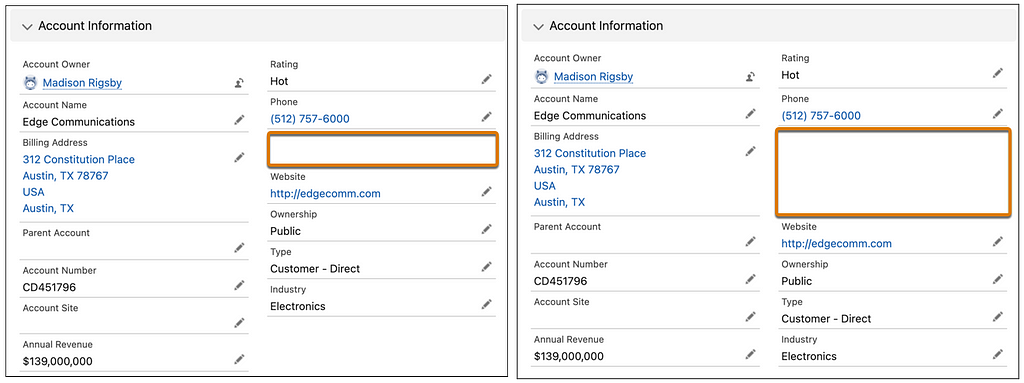 Account Information
Account Owner
Madison Rigsby
Account Name
Edge Communications
Billing Address
312 Constitution Place
Austin, TX 78767
USA
Austin, TX
Parent Account
Account Number
CD451796
Account Site
Annual Revenue
$139,000,000
Rating
Hot
Phone
(512) 757-6000
Website
http://edgecomm.com
Ownership
Public
Type
Customer - Direct
Industry
Electronics
Account Information
Account Owner
Madison Rigsby
Account Name
Edge Communications
Billing Address
312 Constitution Place
Austin, TX 78767
USA
Austin, TX
Parent Account
Account Number
CD451796
Account Site
Annual Revenue
$139,000,000
Rating
Hot
Phone
(512) 757-6000
Website
http://edgecomm.com
Ownership
Public
Type
Customer - Direct
Industry
Electronics